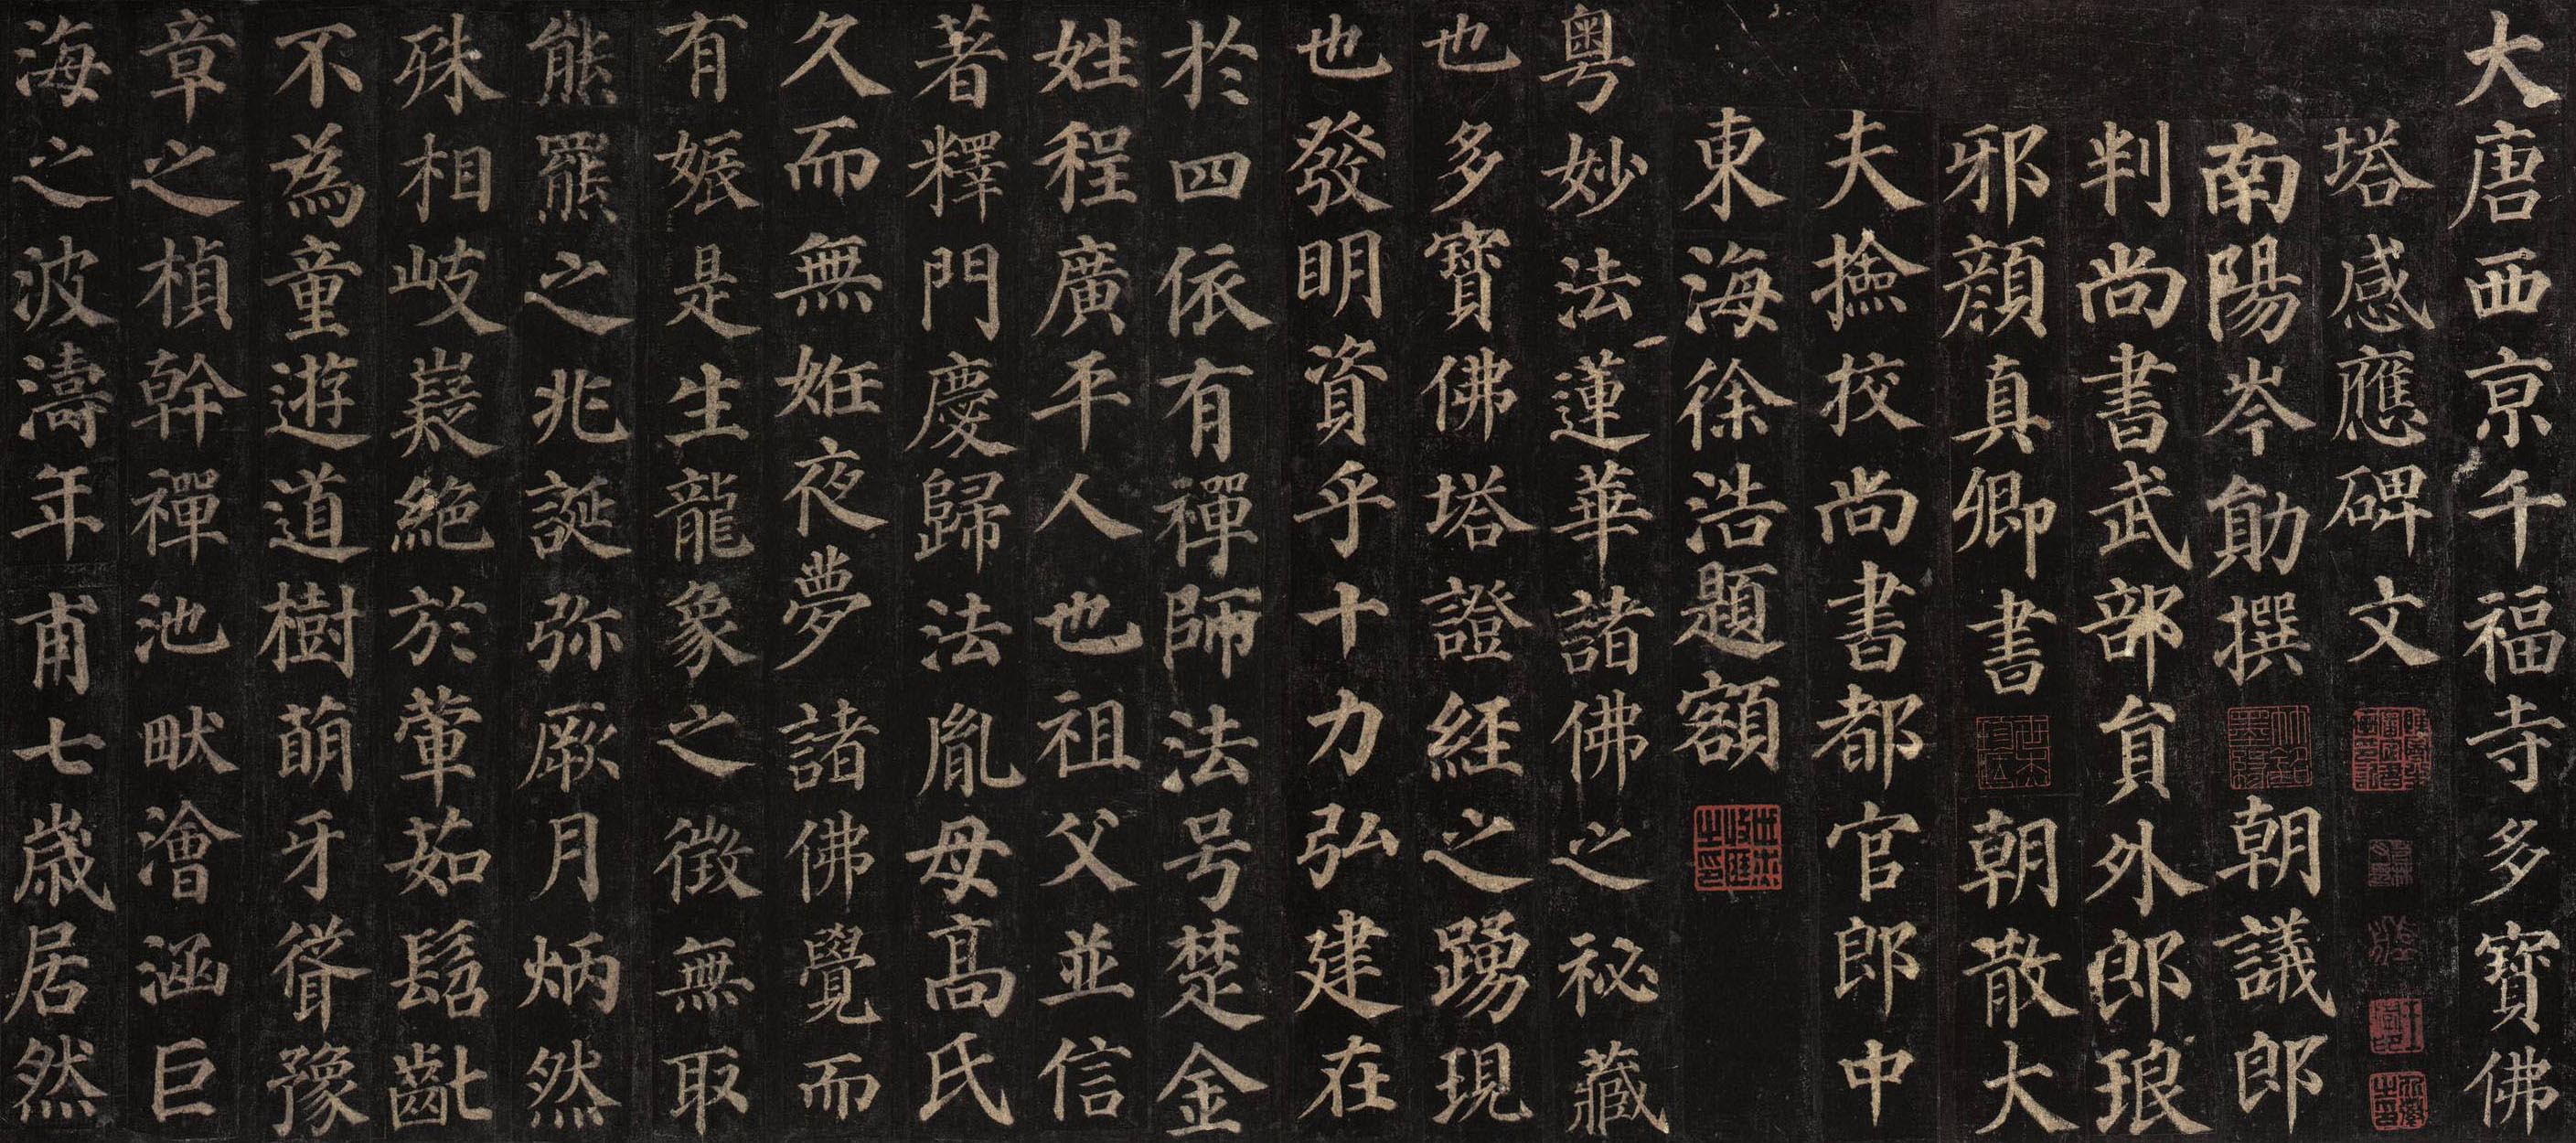 大唐西京千福寺多寶佛
塔感應碑文
南陽岑勛撰 朝議郎
判尚書武部員外郎琅
邪顏真卿書 朝散大
夫撿挍尚書都官郎中
東海徐浩題額
粵妙法蓮華諸佛之祕藏
也多寶佛塔證經之踴現
也發明資乎十力弘建在
於四依有禪師法号楚金
姓程廣平人也祖父並信
著釋門慶歸法胤母髙氏
久而無姙夜夢諸佛覺而
有娠是生龍象之徵無取
熊羆之兆誕弥厥月炳然
殊相岐嶷絕於葷茹髫齔
不為童遊道樹萌牙聳豫
章之楨幹禪池畎澮涵巨
海之波濤年甫七歲居然